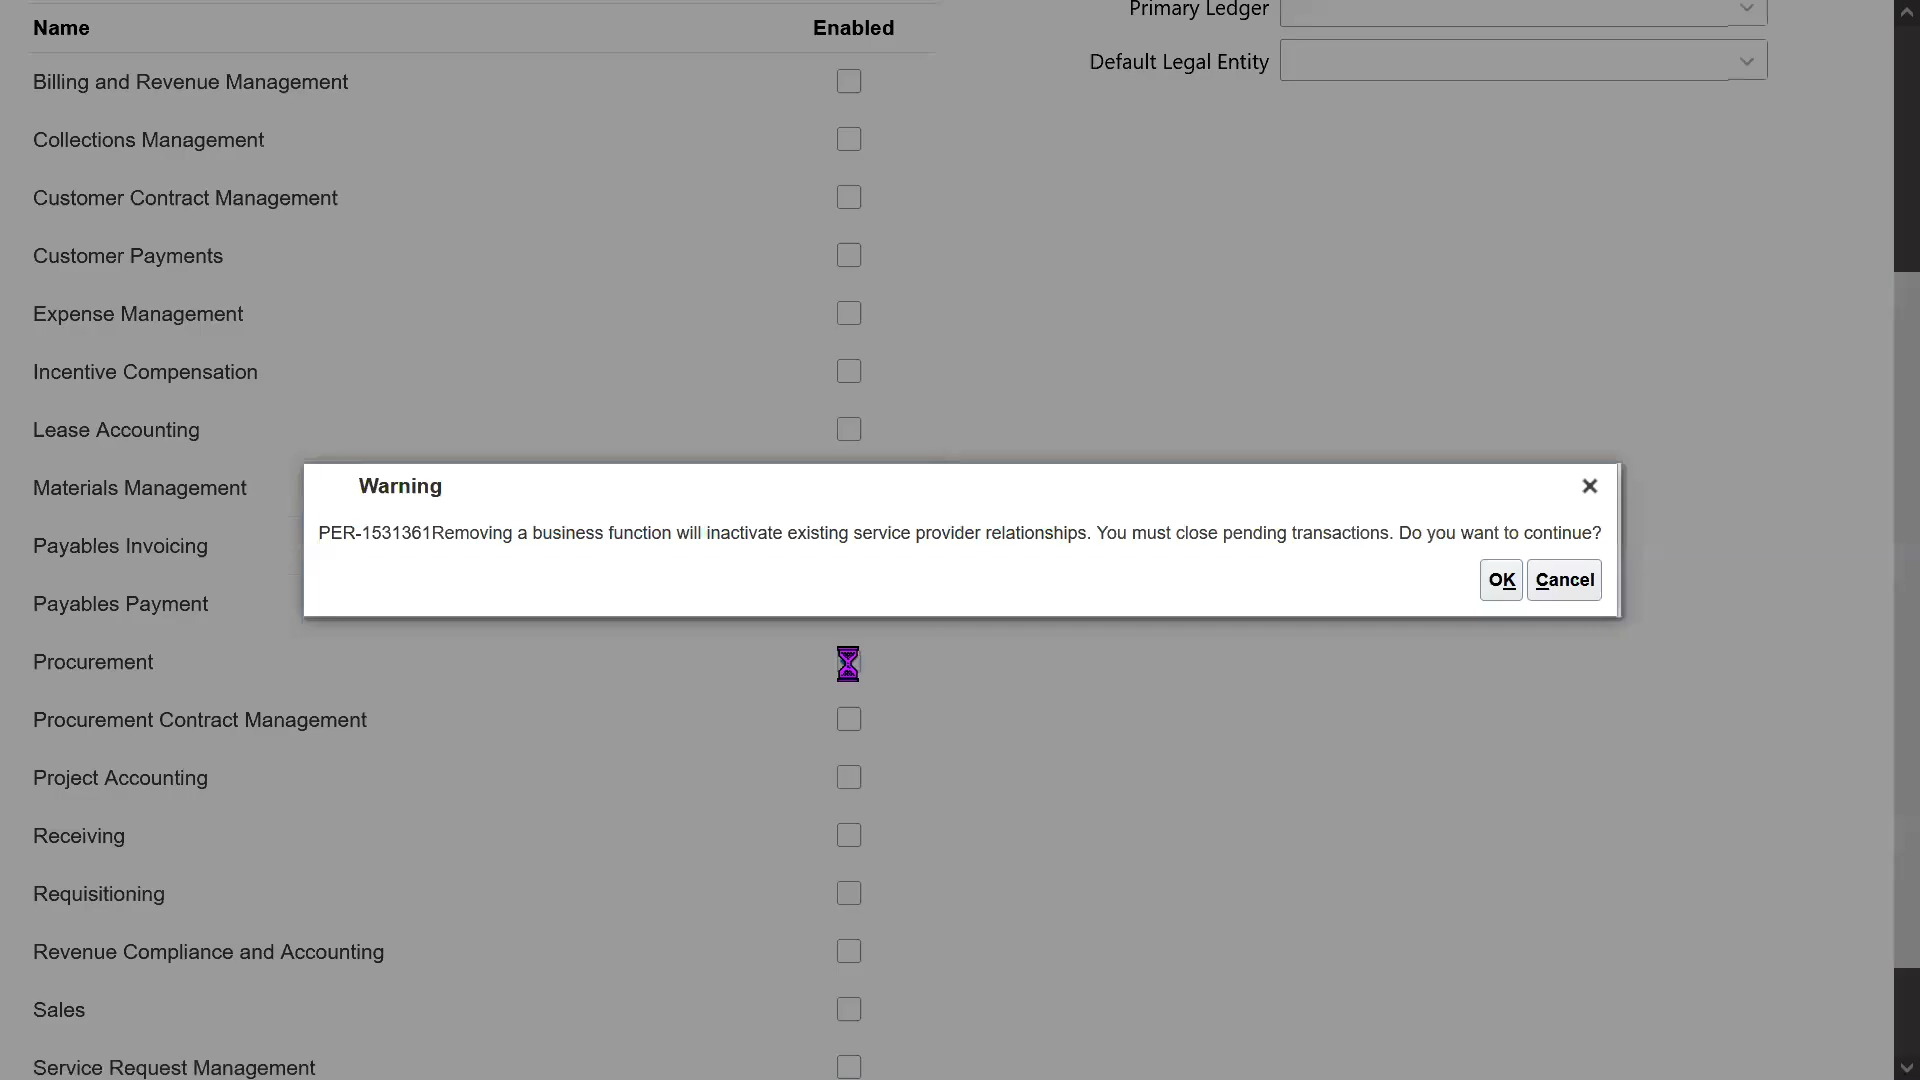 Primary Ledger
Name Enabled
Default Legal Entity
Billing and Revenue Management
Collections Management
Customer Contract Management
Customer Payments
Expense Management
Incentive Compensation
Lease Accounting
Materials Management
Warning
PER-1531361Removing a business function will inactivate existing service provider relationships. You must close pending transactions. Do you want to continue?
Payables Invoicing
OK Cancel
Payables Payment
Procurement
Procurement Contract Management
Project Accounting
Receiving
Requisitioning
Revenue Compliance and Accounting
Sales
Service Request Management